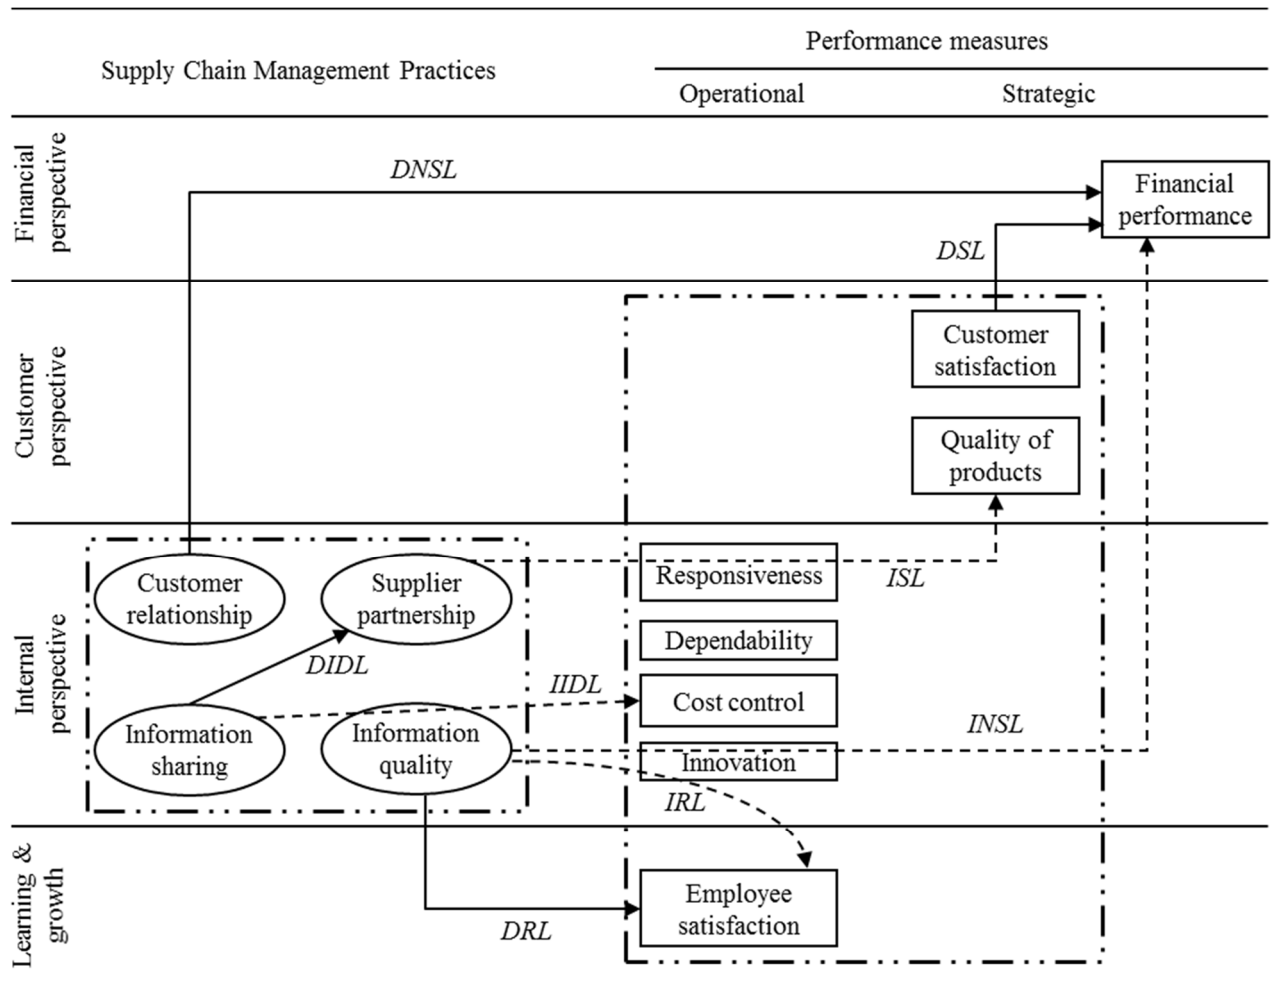 Performance measures
Supply Chain Management Practices
Operational
Strategic
Financial
perspective
DNSL
Financial
performance
DSL
Customer
perspective
Customer
satisfaction
Quality of
products
Internal
perspective
Customer
relationship
Supplier
partnership
Responsiveness
ISL
Dependability
DIDL
IIDL
Cost control
Information
sharing
Information
quality
INSL
Innovation
IRL
Learning &
growth
Employee
satisfaction
DRL